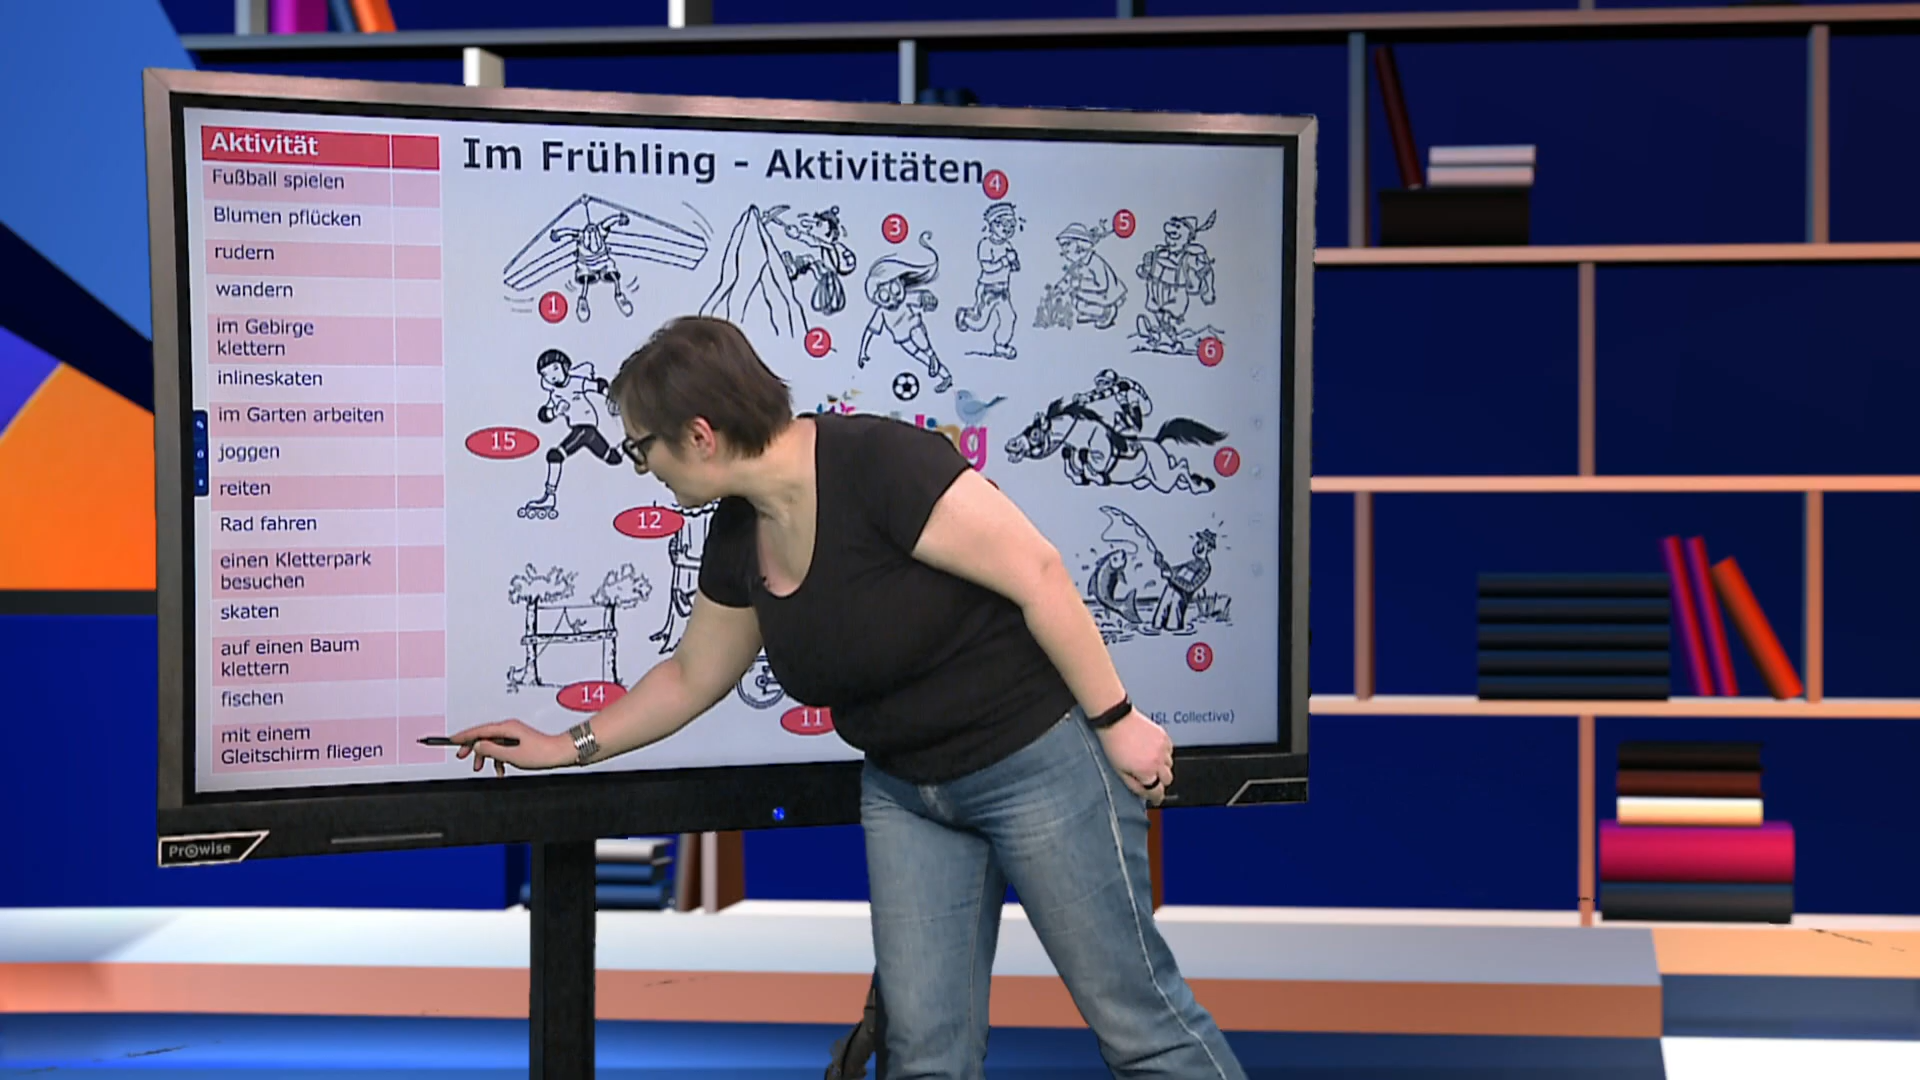 Aktivität
Fußball spielen
Blumen pflücken
rudern
wandern
im Gebirge
klettern
inlineskaten
im Garten arbeiten
joggen
reiten
Rad fahren
einen Kletterpark
besuchen
skaten
auf einen Baum
klettern
fischen
mit einem
Gleitschirm fliegen
Im Frühling - Aktivitäten
4
3
5
1
2
6
15
ng
7
12
8
14
11
ISL Collective)
Prowise